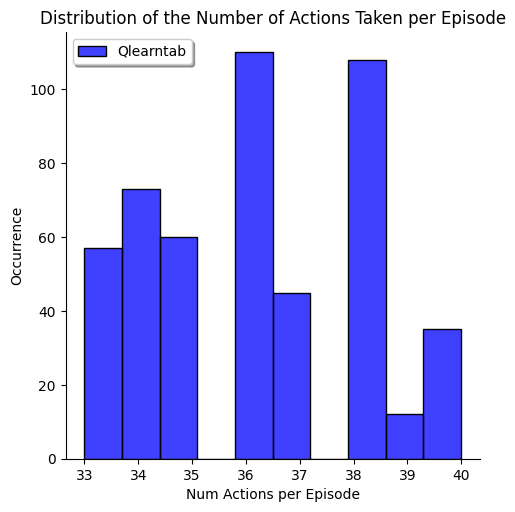 Distribution of the Number of Actions Taken per Episode
Qlearntab
100
80
60
40
20
0
Occurrence
33 34 35 36 37 38 39 40
Num Actions per Episode